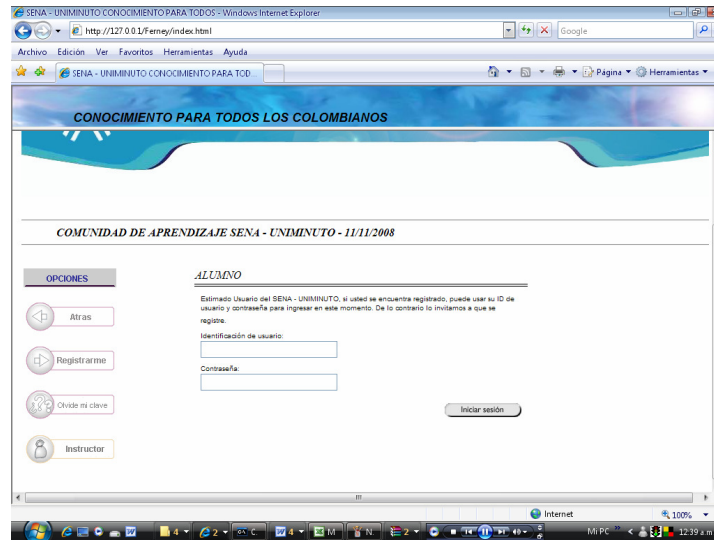 SENA - UNIMINUTO CONOCIMIENTO PARA TODOS - Windows Internet Explorer
http://127.0.0.1/Ferney/index.html
Google
Archivo Edición Ver Favoritos Herramientas Ayuda
SENA - UNIMINUTO CONOCIMIENTO PARA TOD...
Página Herramientas
CONOCIMIENTO PARA TODOS LOS COLOMBIANOS
COMUNIDAD DE APRENDIZAJE SENA - UNIMINUTO - 11/11/2008
OPCIONES
Atras
Registrarme
Olvide mi clave
Instructor
ALUMNO
Estimado Usuario del SENA - UNIMINUTO, si usted se encuentra registrado, puede usar su ID de
usuario y contraseña para ingresar en este momento. De lo contrario lo invitamos a que se
registre.
Identificación de usuario:
Contraseña:
Iniciar sesión
Internet 100%
4 2 C. 4 M N. 2 Mi PC 12:39 a.m